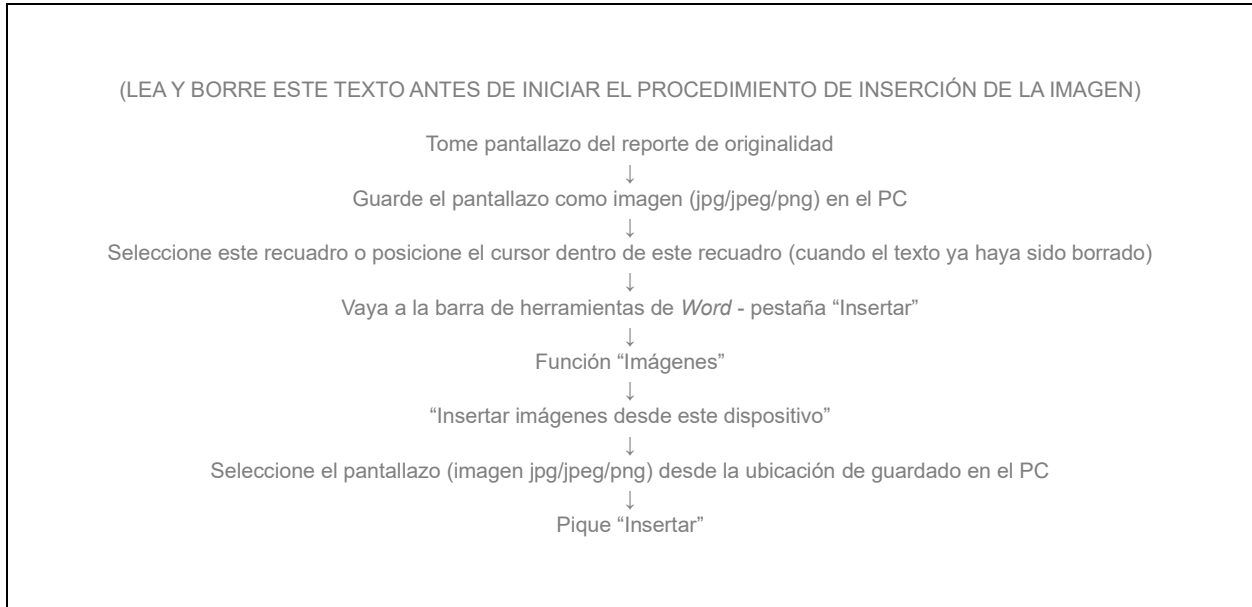 (LEA Y BORRE ESTE TEXTO ANTES DE INICIAR EL PROCEDIMIENTO DE INSERCIÓN DE LA IMAGEN)
Tome pantallazo del reporte de originalidad
↓
Guarde el pantallazo como imagen (jpg/jpeg/png) en el PC
↓
Seleccione este recuadro o posicione el cursor dentro de este recuadro (cuando el texto ya haya sido borrado)
↓
Vaya a la barra de herramientas de Word - pestaña “Insertar”
↓
Función “Imágenes”
↓
“Insertar imágenes desde este dispositivo”
↓
Seleccione el pantallazo (imagen jpg/jpeg/png) desde la ubicación de guardado en el PC
↓
Pique “Insertar”